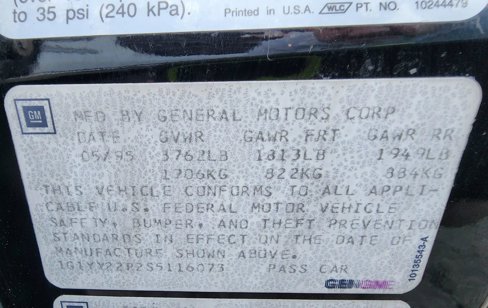 to 35 psi (240 kPa).
Printed in U.S.A. WLC PT. NO. 10244479
GM
MFD BY GENERAL MOTORS CORP
DATE GVWR GAWR FRT GAWR RR
05/95 3762LB 1813LB 1949LB
1706KG 822KG 884KG
THIS VEHICLE CONFORMS TO ALL APPLI-
CABLE U.S. FEDERAL MOTOR VEHICLE
SAFETY, BUMPER, AND THEFT PREVENTION
STANDARDS IN EFFECT ON THE DATE OF
MANUFACTURE SHOWN ABOVE.
1G1YY22P2S5116073 PASS CAR
GENUINE
10135543-A